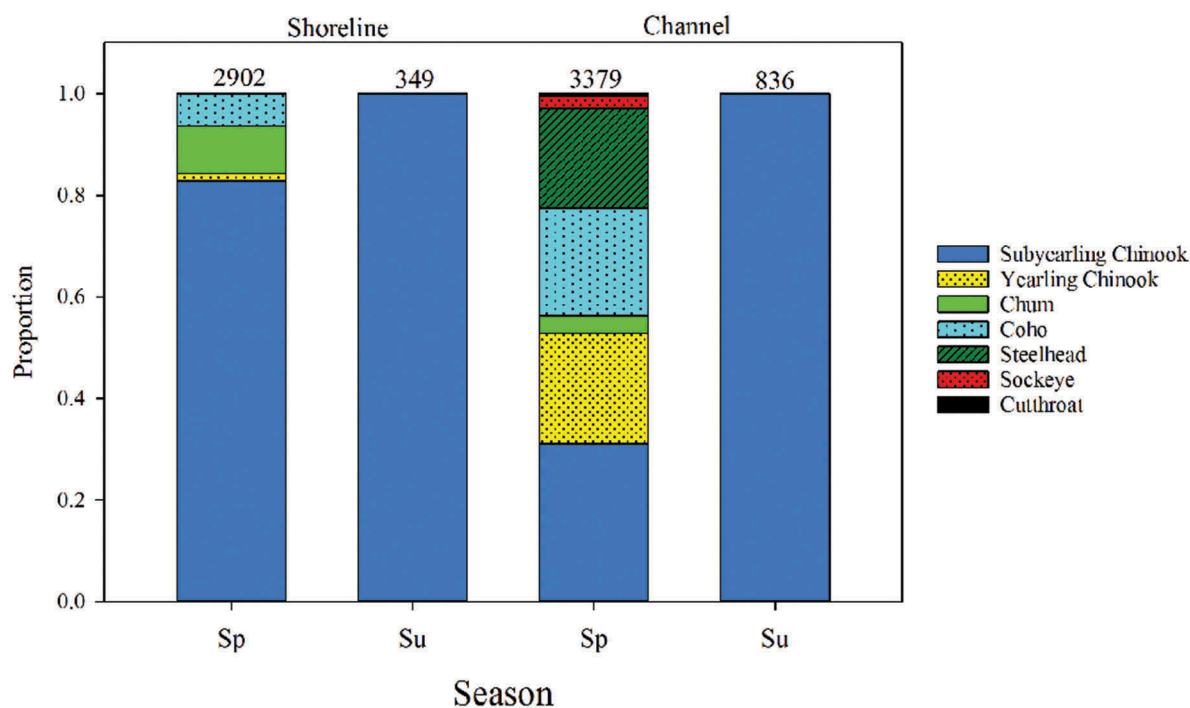 Shoreline Channel
2902 349 3379 836
1.0
0.8
0.6
0.4
0.2
0.0
Proportion
Sp Su Sp Su
Season
Subyearling Chinook
Yearling Chinook
Chum
Coho
Steelhead
Sockeye
Cutthroat